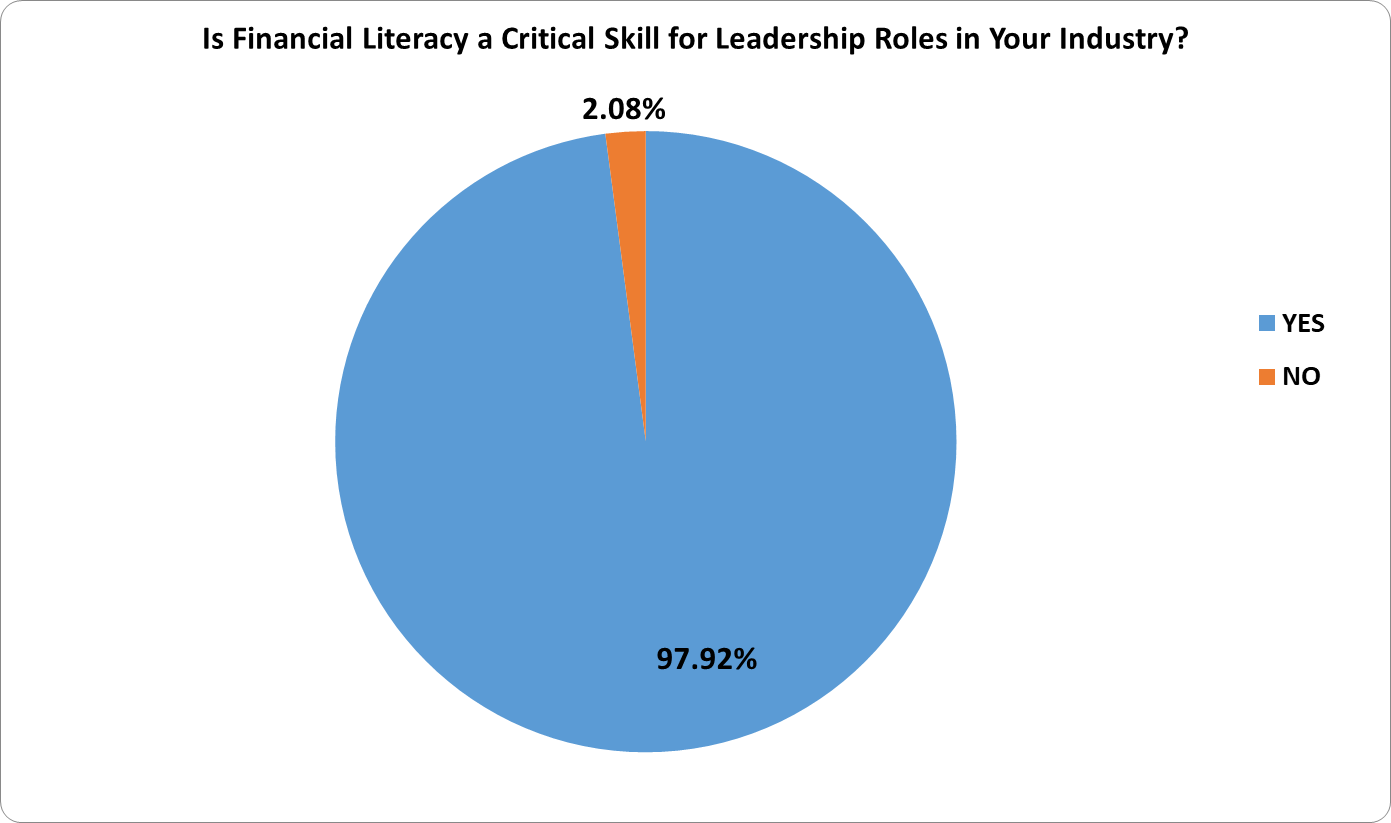 Is Financial Literacy a Critical Skill for Leadership Roles in Your Industry?
2.08%
YES
NO
97.92%